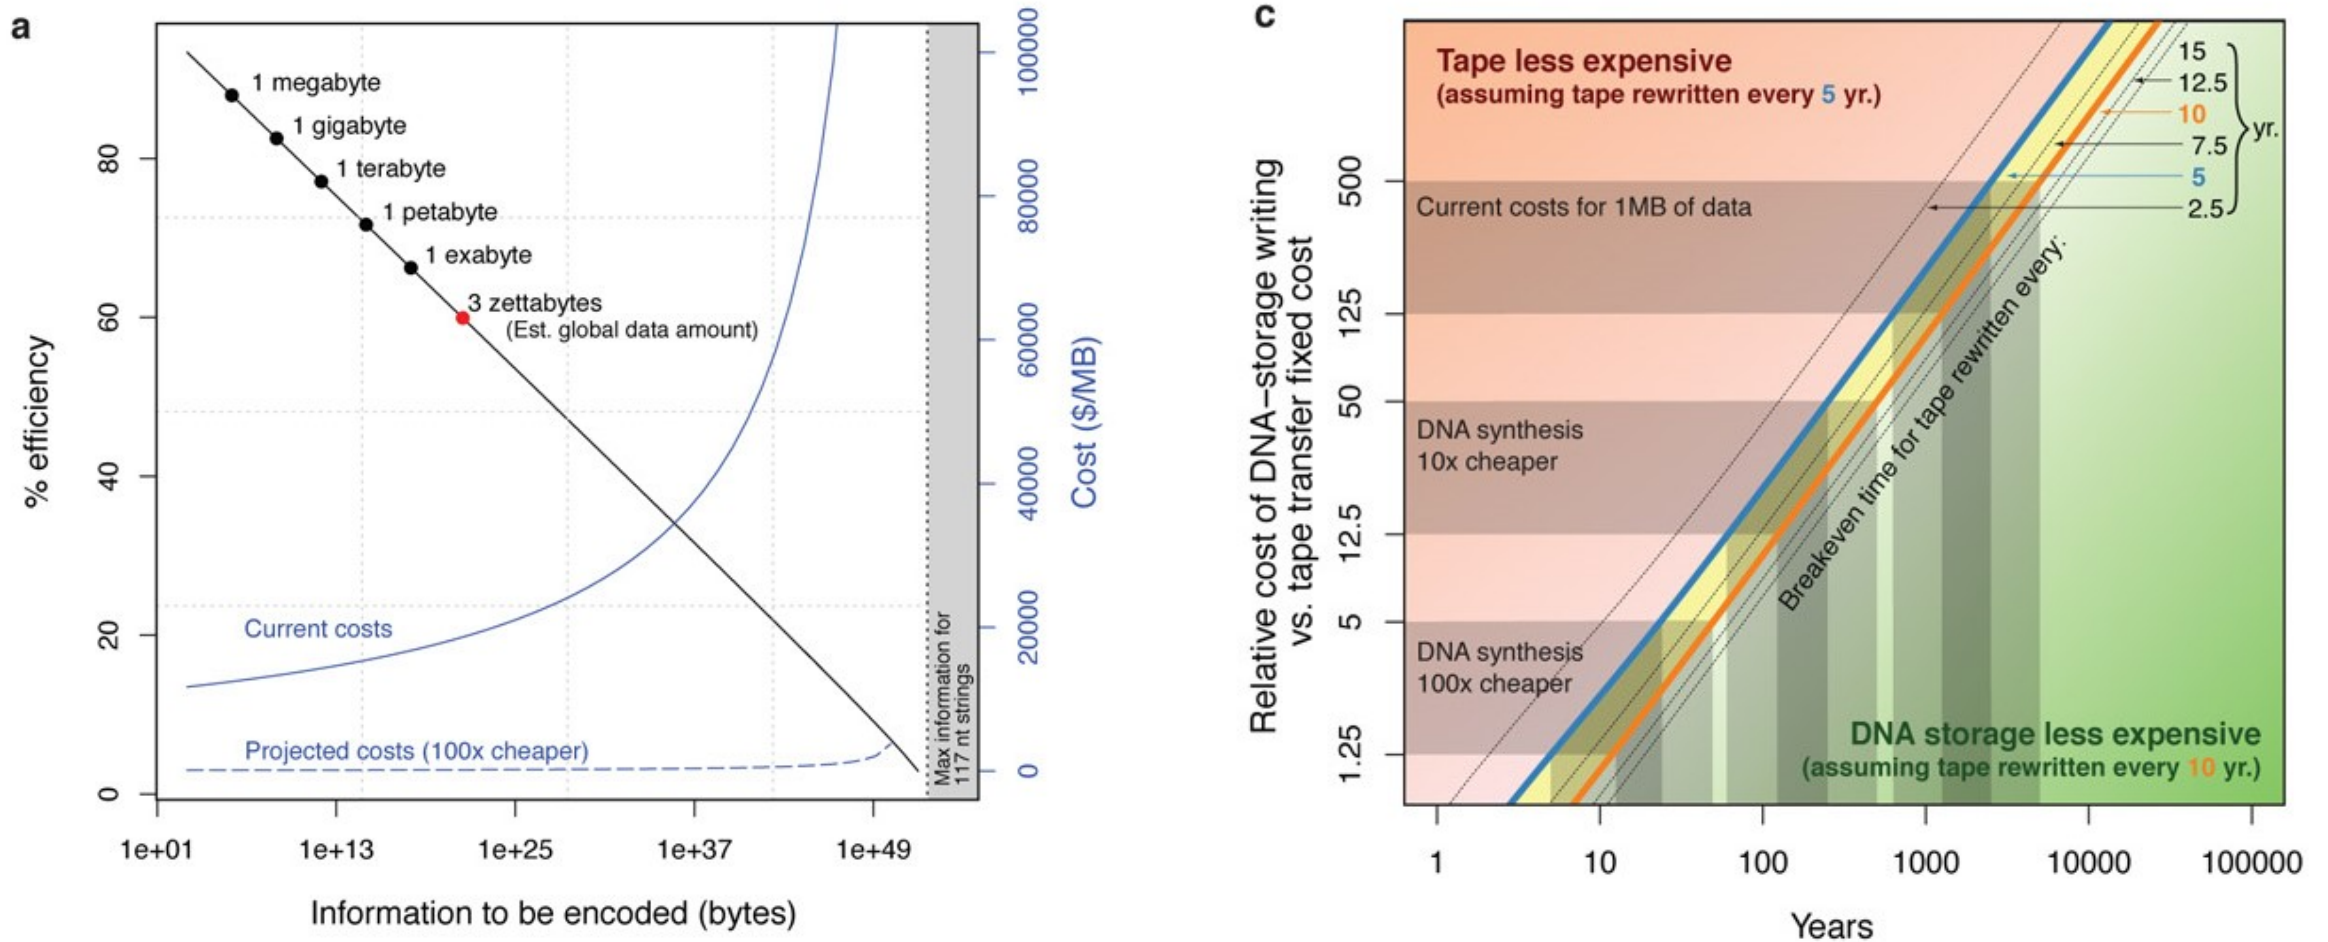 a
1 megabyte
1 gigabyte
1 terabyte
1 petabyte
1 exabyte
3 zettabytes
(Est. global data amount)
Current costs
Projected costs (100x cheaper)
Max information for
117 nt strings
% efficiency
80
60
40
20
0
100000
80000
60000
40000
20000
0
Cost ($/MB)
1e+01 1e+13 1e+25 1e+37 1e+49
Information to be encoded (bytes)
c
Tape less expensive
(assuming tape rewritten every 5 yr.)
15
12.5
10
7.5
5
2.5
yr.
Current costs for 1MB of data
DNA synthesis
10x cheaper
DNA synthesis
100x cheaper
Breakeven time for tape rewritten every:
DNA storage less expensive
(assuming tape rewritten every 10 yr.)
Relative cost of DNA–storage writing
vs. tape transfer fixed cost
500
125
50
12.5
5
1.25
1 10 100 1000 10000 100000
Years